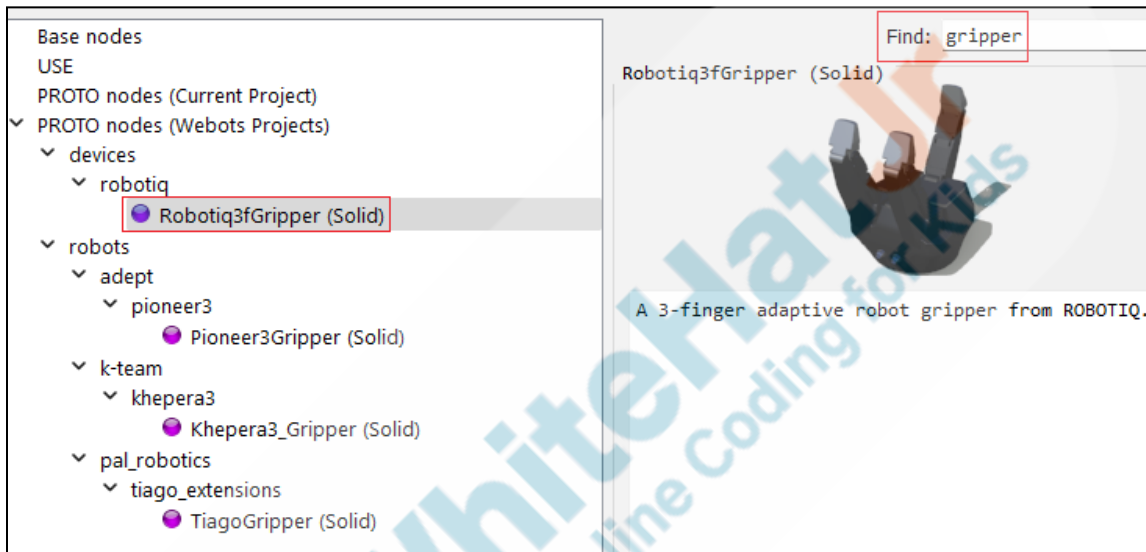 Base nodes
USE
PROTO nodes (Current Project)
PROTO nodes (Webots Projects)
devices
robotiq
Robotiq3fGripper (Solid)
robots
adept
pioneer3
Pioneer3Gripper (Solid)
k-team
khepera3
Khepera3_Gripper (Solid)
pal_robotics
tiago_extensions
TiagoGripper (Solid)
Find: gripper
Robotiq3fGripper (Solid)
A 3-finger adaptive robot gripper from ROBOTIQ.
WhiteHat Jr
line Coding for Kids